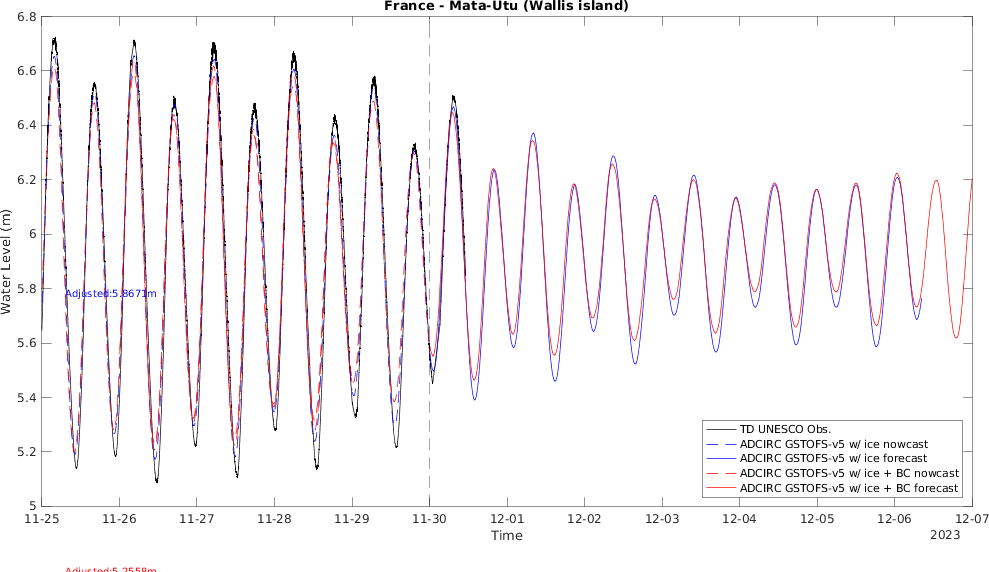 France - Mata-Utu (Wallis island)
6.8
6.6
6.4
6.2
6
5.8
5.6
5.4
5.2
5
Water Level (m)
Adjusted:5.8671m
TD UNESCO Obs.
ADCIRC GSTOFS-v5 w/ ice nowcast
ADCIRC GSTOFS-v5 w/ ice forecast
ADCIRC GSTOFS-v5 w/ ice + BC nowcast
ADCIRC GSTOFS-v5 w/ ice + BC forecast
11-25 11-26 11-27 11-28 11-29 11-30 12-01 12-02 12-03 12-04 12-05 12-06 12-07
Time
2023
Adjusted:5.2558m